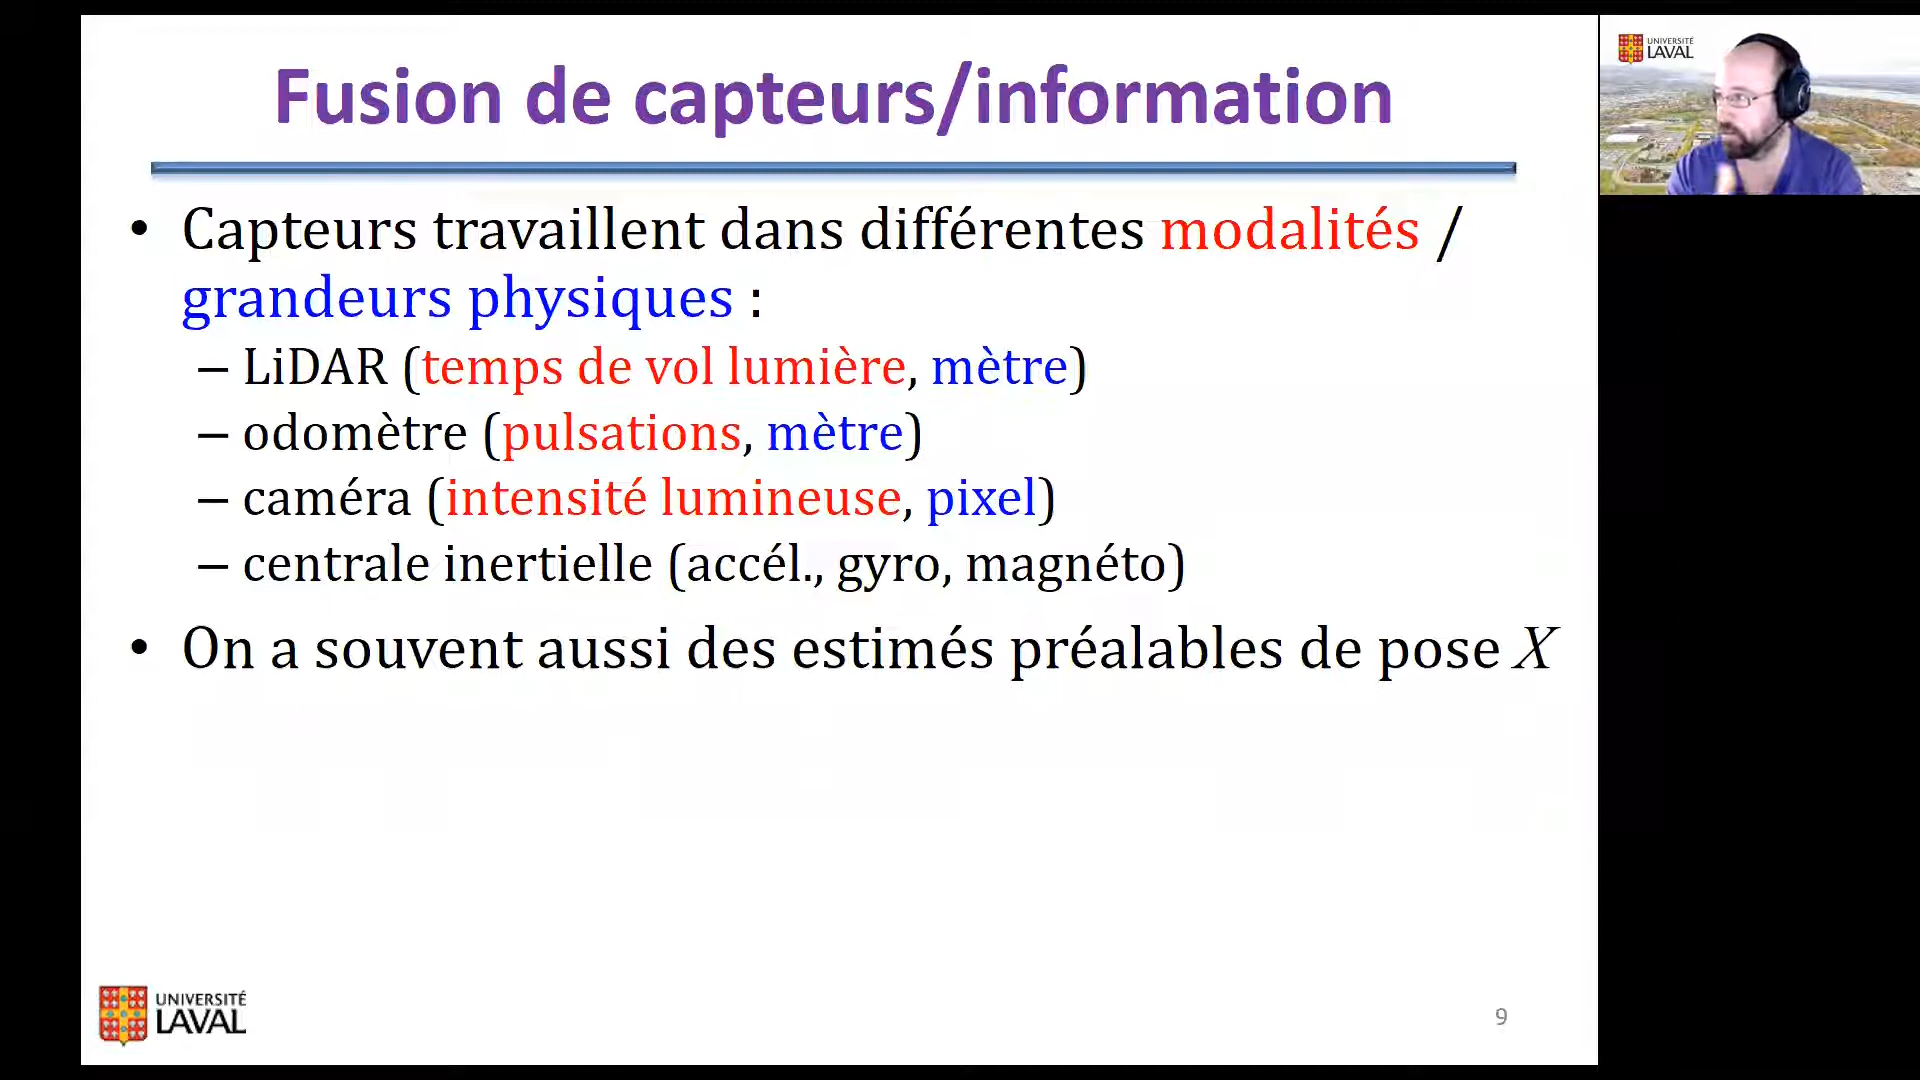 Fusion de capteurs/information
• Capteurs travaillent dans différentes modalités /
grandeurs physiques :
– LiDAR (temps de vol lumière, mètre)
– odomètre (pulsations, mètre)
– caméra (intensité lumineuse, pixel)
– centrale inertielle (accél., gyro, magnéto)
• On a souvent aussi des estimés préalables de pose X
UNIVERSITÉ
LAVAL
9
UNIVERSITÉ
LAVAL